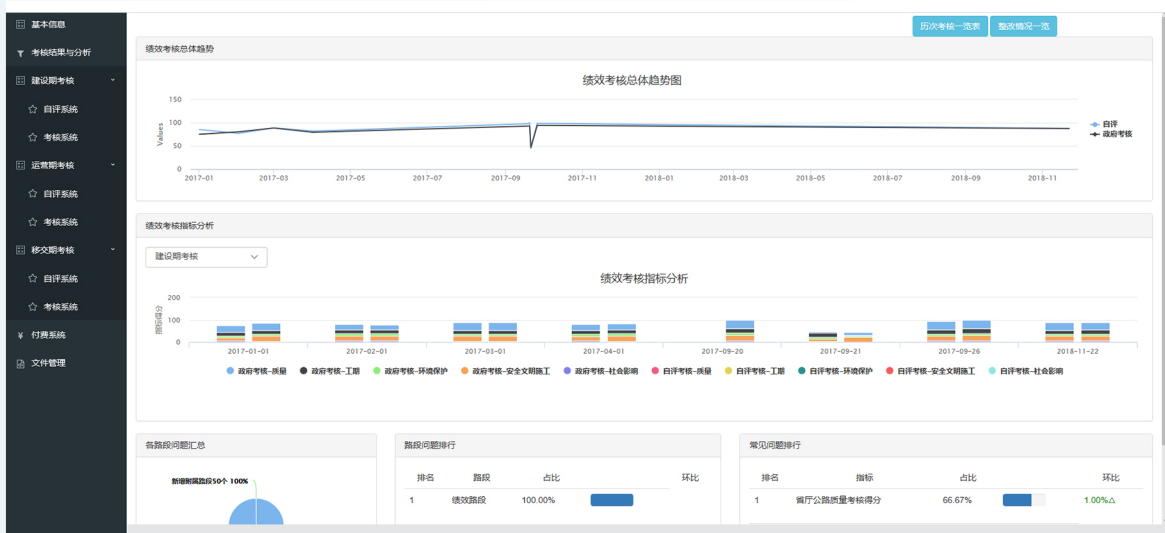 基本信息
考核结果与分析
建设期考核
自评系统
考核系统
运营期考核
自评系统
考核系统
移交期考核
自评系统
考核系统
付费系统
文件管理
历次考核一览表 整改情况一览
绩效考核总体趋势
绩效考核总体趋势图
Values
150
100
50
0
2017-01 2017-03 2017-05 2017-07 2017-09 2017-11 2018-01 2018-03 2018-05 2018-07 2018-09 2018-11
自评
政府考核
绩效考核指标分析
建设期考核
绩效考核指标分析
指标得分
200
100
0
2017-01-01 2017-02-01 2017-03-01 2017-04-01 2017-09-20 2017-09-21 2017-09-26 2018-11-22
政府考核-质量 政府考核-工期 政府考核-环境保护 政府考核-安全文明施工 政府考核-社会影响 自评考核-质量 自评考核-工期 自评考核-环境保护 自评考核-安全文明施工 自评考核-社会影响
各路段问题汇总
新增附属路段50个 100%
路段问题排行
排名 路段 占比 环比
1 绩效路段 100.00%
常见问题排行
排名 指标 占比 环比
1 省厅公路质量考核得分 66.67% 1.00%△